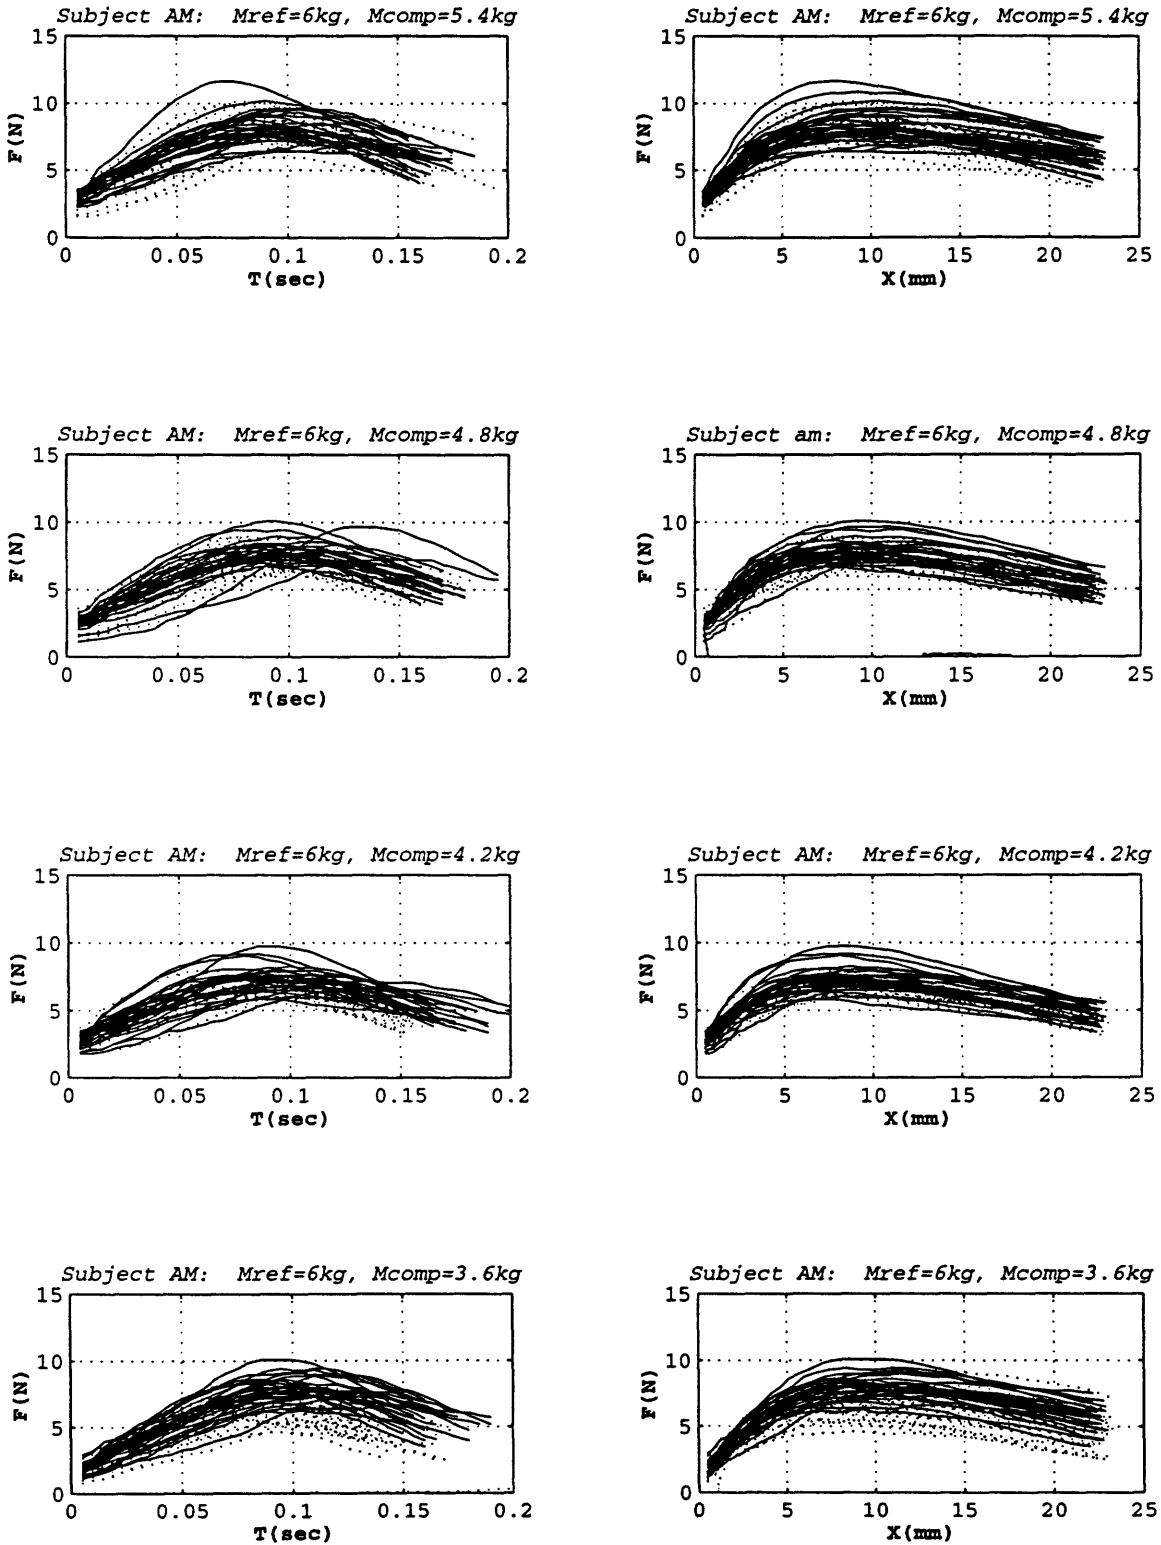 Subject AM: Mref=6kg, Mcomp=5.4kg
15
10
5
0
F(N)
0 0.05 0.1 0.15 0.2
T(sec)
Subject AM: Mref=6kg, Mcomp=5.4kg
15
10
5
0
F(N)
0 5 10 15 20 25
X(mm)
Subject AM: Mref=6kg, Mcomp=4.8kg
15
10
5
0
F(N)
0 0.05 0.1 0.15 0.2
T(sec)
Subject am: Mref=6kg, Mcomp=4.8kg
15
10
5
0
F(N)
0 5 10 15 20 25
X(mm)
Subject AM: Mref=6kg, Mcomp=4.2kg
15
10
5
0
F(N)
0 0.05 0.1 0.15 0.2
T(sec)
Subject AM: Mref=6kg, Mcomp=4.2kg
15
10
5
0
F(N)
0 5 10 15 20 25
X(mm)
Subject AM: Mref=6kg, Mcomp=3.6kg
15
10
5
0
F(N)
0 0.05 0.1 0.15 0.2
T(sec)
Subject AM: Mref=6kg, Mcomp=3.6kg
15
10
5
0
F(N)
0 5 10 15 20 25
X(mm)